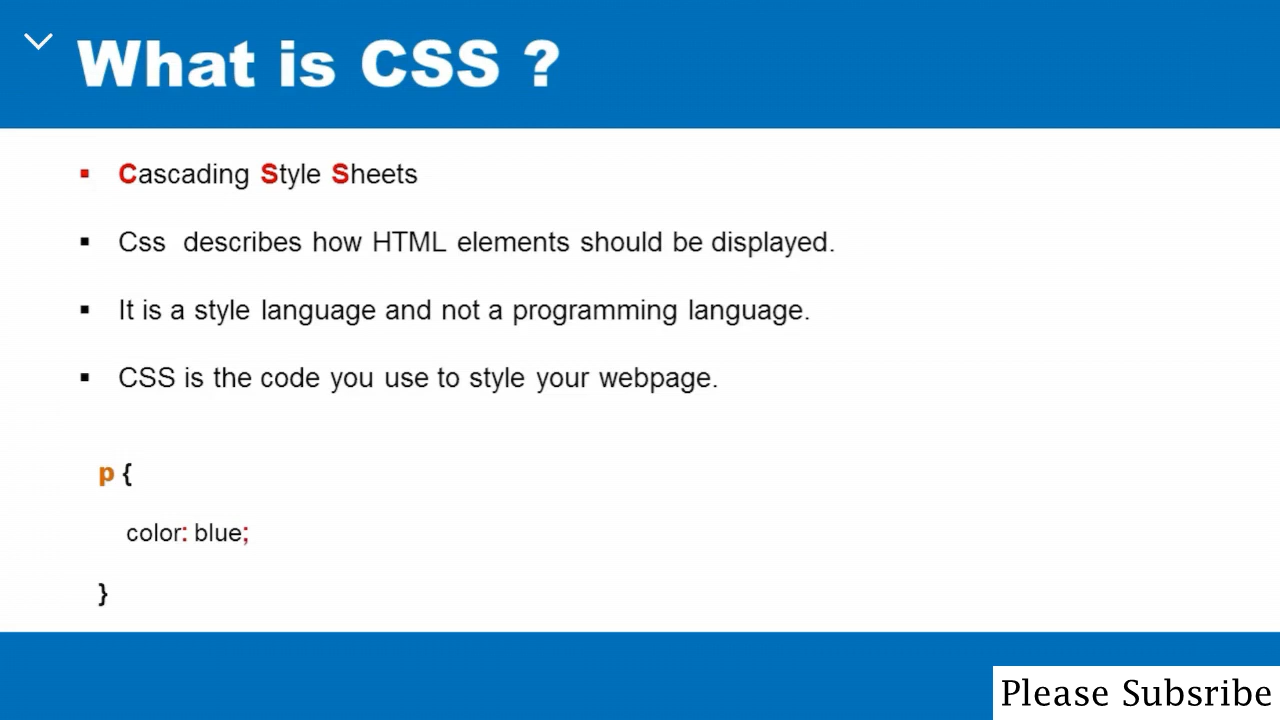 What is CSS ?
Cascading Style Sheets
Css describes how HTML elements should be displayed.
It is a style language and not a programming language.
CSS is the code you use to style your webpage.
p {
color: blue;
}
Please Subsribe